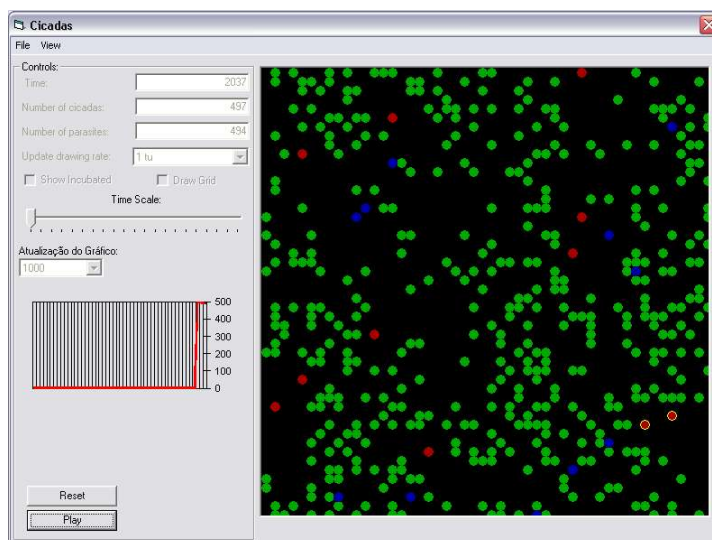 Cicadas
File View
Controls:
Time: 2037
Number of cicadas: 497
Number of parasites: 494
Update drawing rate: 1 tu
Show Incubated Draw Grid
Time Scale:
Atualização do Gráfico:
1000
500
400
300
200
100
0
Reset
Play